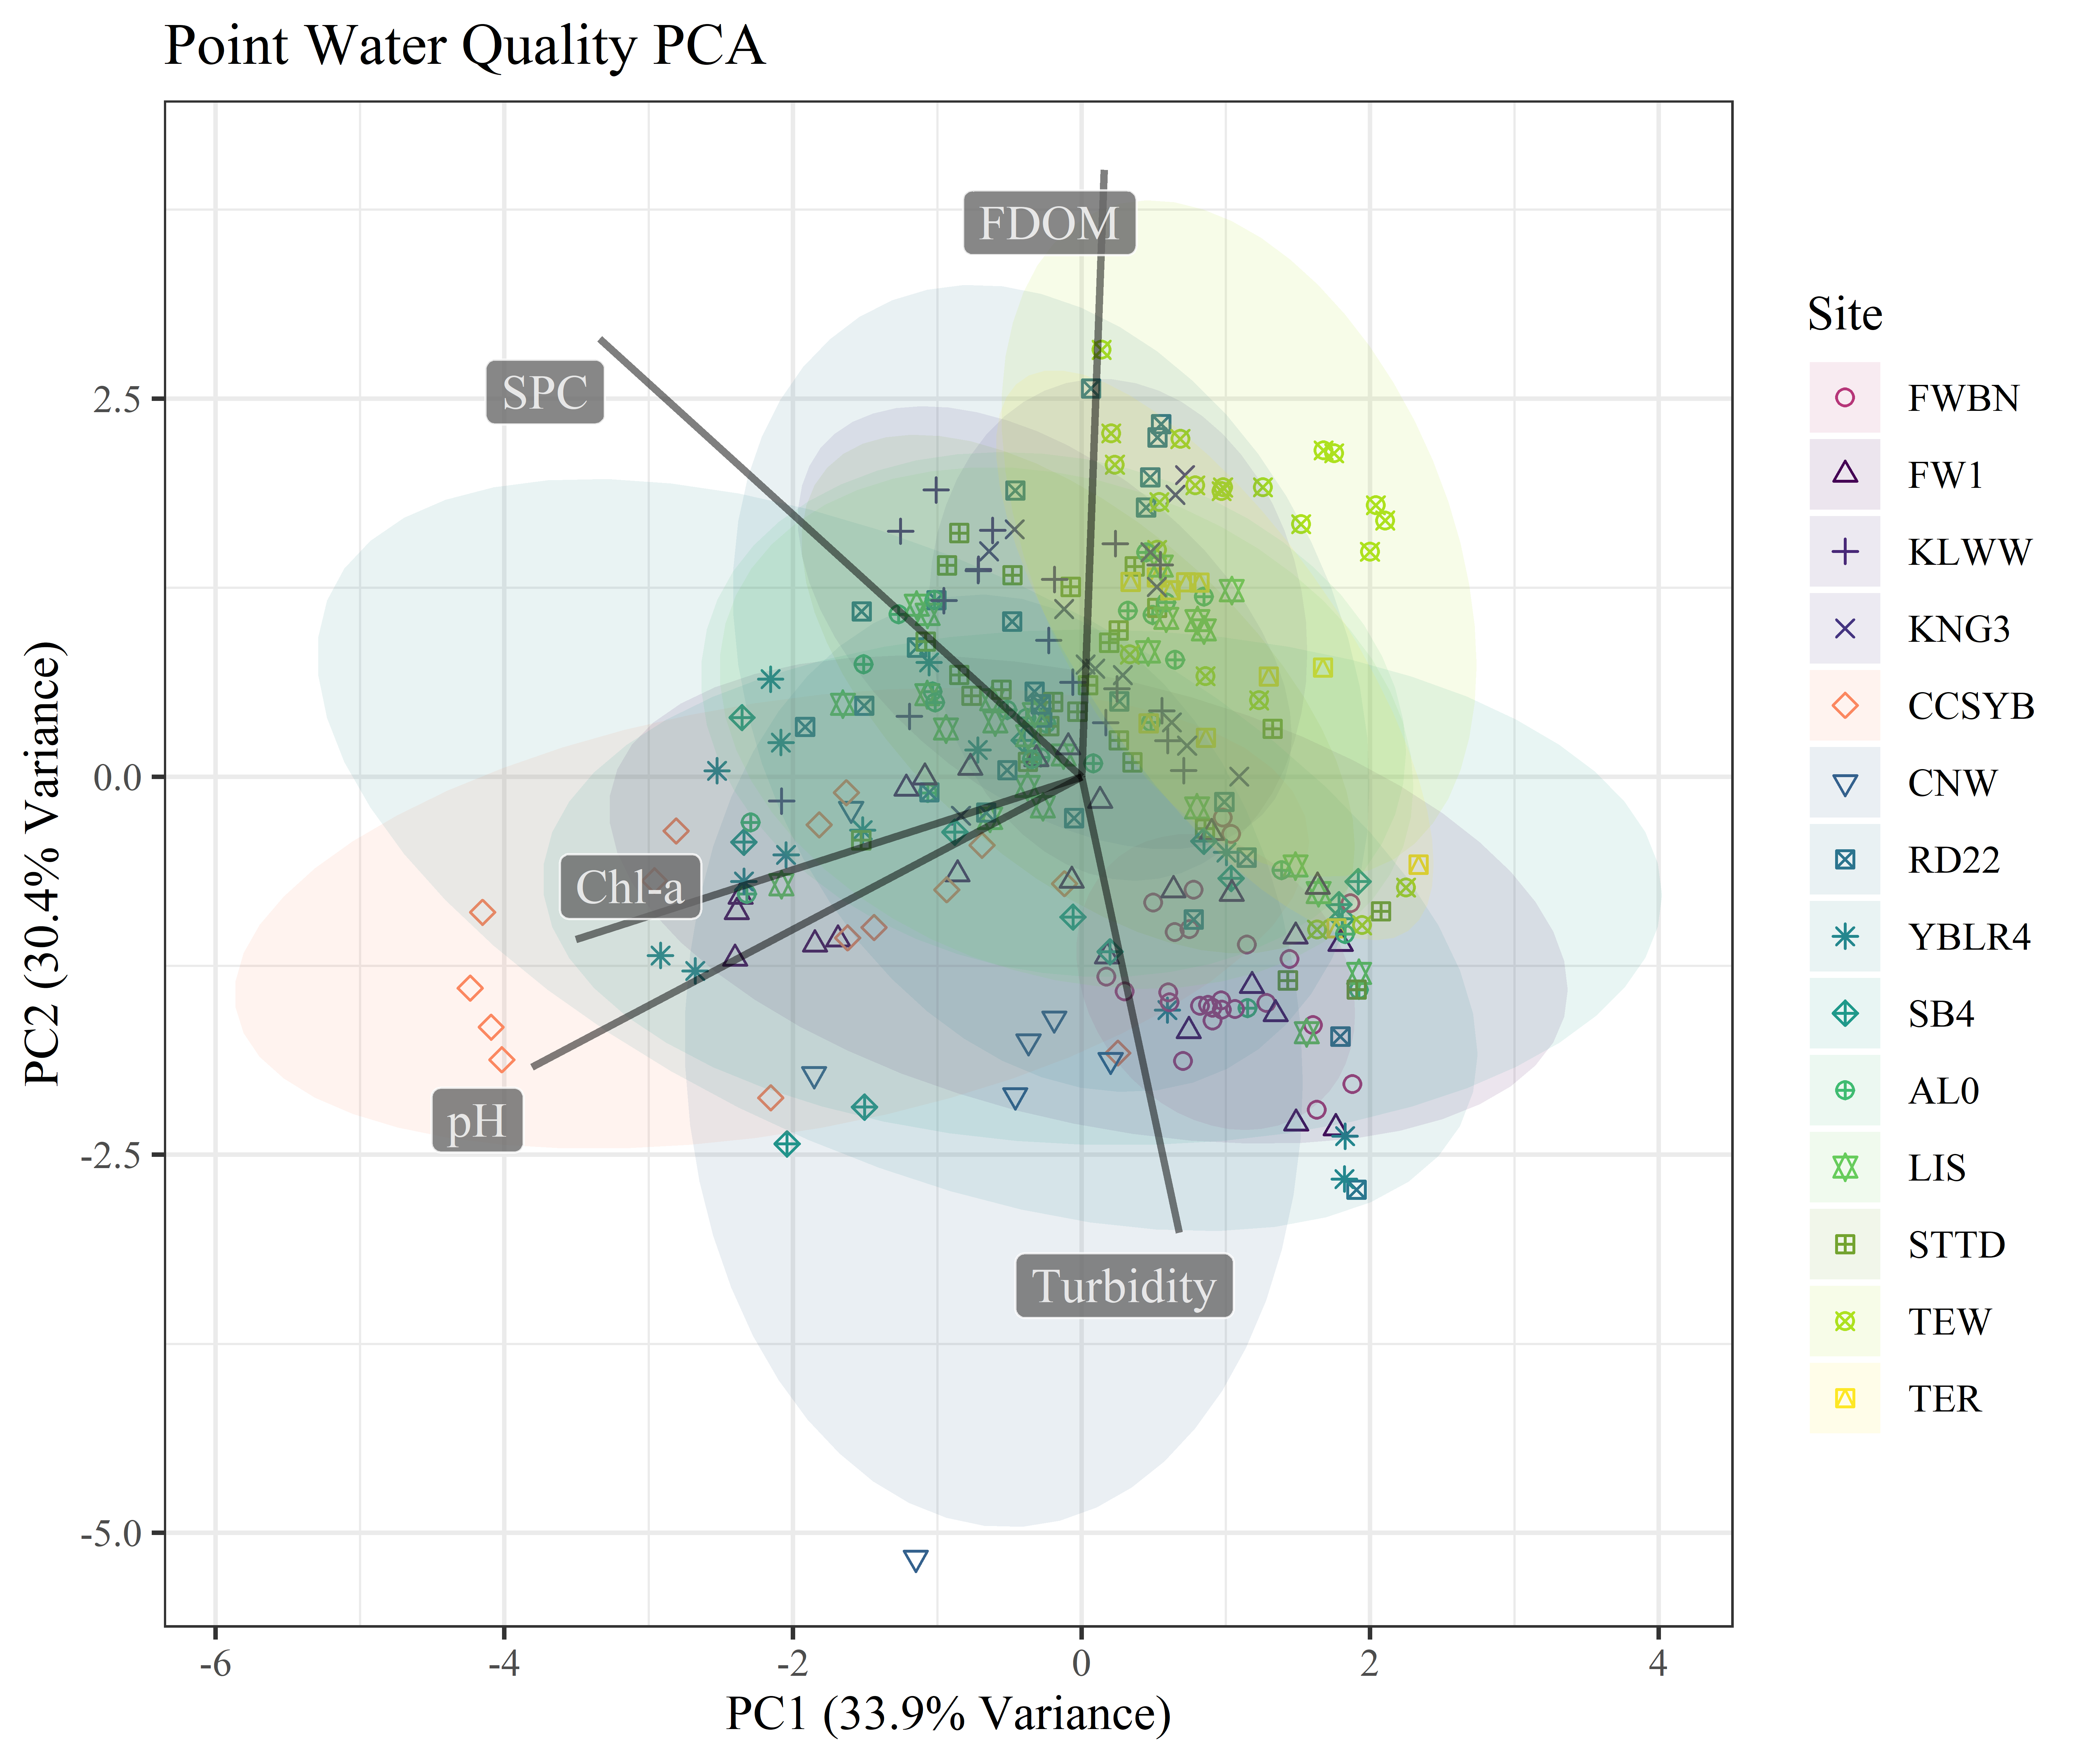 Point Water Quality PCA
FDOM
SPC
Chl-a
pH
Turbidity
2.5
0.0
-2.5
-5.0
-6
-4
-2
0
2
4
PC1 (33.9% Variance)
PC2 (30.4% Variance)
Site
FWBN
FW1
KLWW
KNG3
CCSYB
CNW
RD22
YBLR4
SB4
AL0
LIS
STTD
TEW
TER